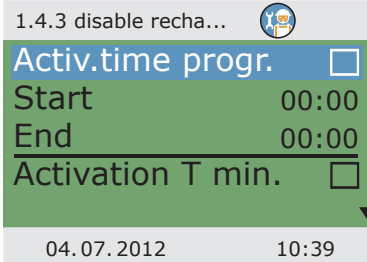 1.4.3 disable recha...
Activ.time progr.
Start 00:00
End 00:00
Activation T min.
04.07.2012 10:39